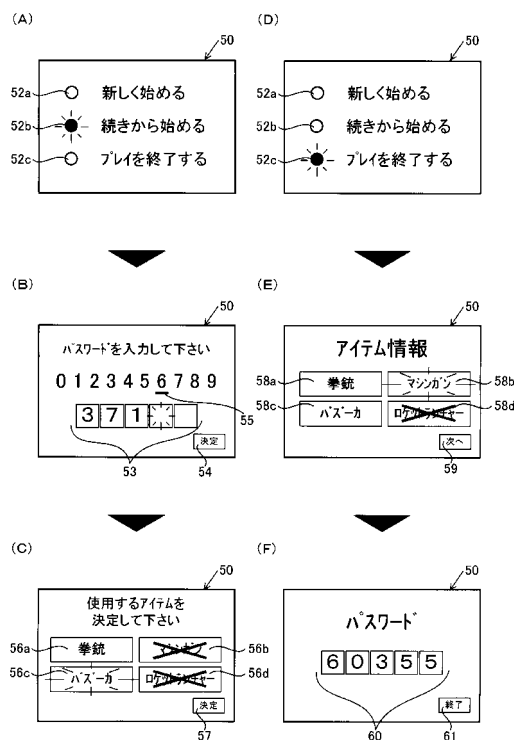 (A)
50
52a
新しく始める
52b
続きから始める
52c
プレイを終了する
(B)
50
パスワードを入力して下さい
0 1 2 3 4 5 6 7 8 9
55
3 7 1
決定
53
54
(C)
50
使用するアイテムを
決定して下さい
56a
拳銃
マシンガン
56b
56c
バズーカ
ロケットランチャー
56d
決定
57
(D)
50
52a
新しく始める
52b
続きから始める
52c
プレイを終了する
(E)
50
アイテム情報
58a
拳銃
マシンガン
58b
58c
バズーカ
ロケットランチャー
58d
次へ
59
(F)
50
パスワード
6 0 3 5 5
終了
60
61